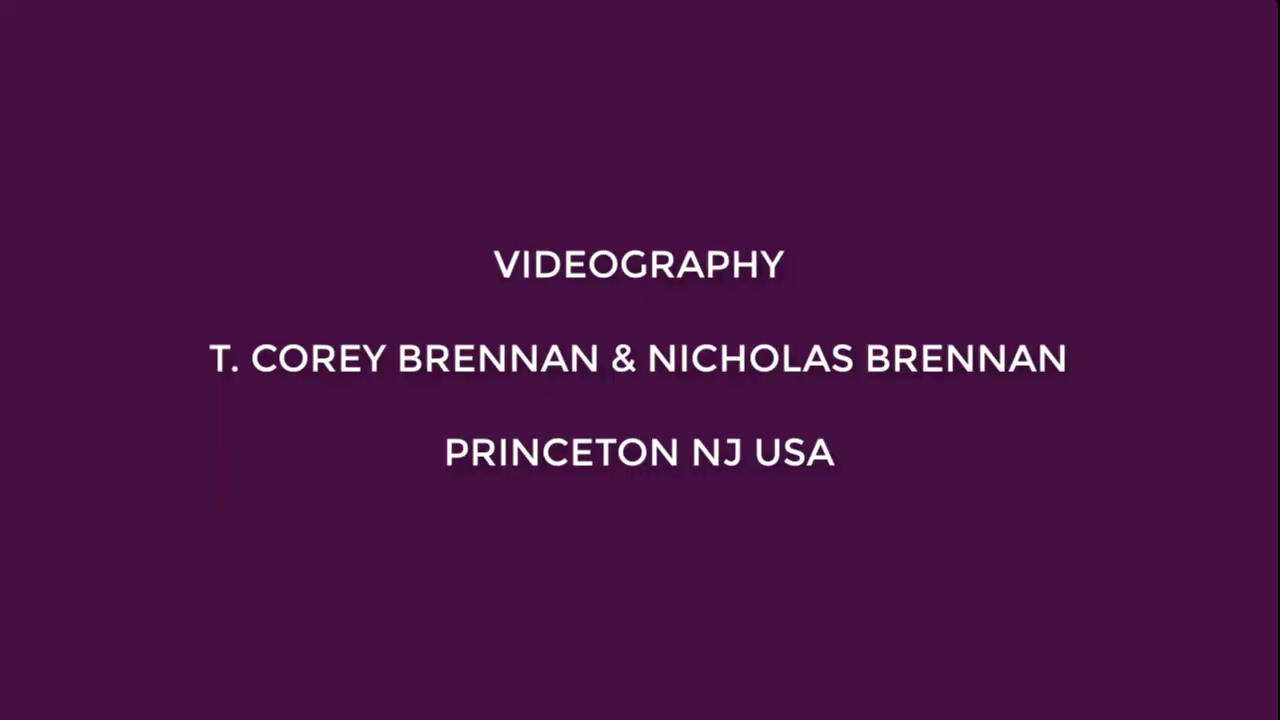 VIDEOGRAPHY
T. COREY BRENNAN & NICHOLAS BRENNAN
PRINCETON NJ USA